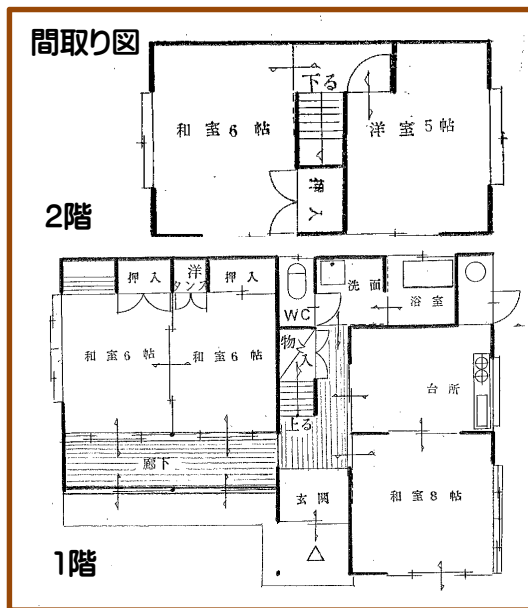 間取り図
下る
和室6帖
洋室5帖
押入
2階
押入
洋タンス
押入
WC
洗面
浴室
物入
和室6帖
和室6帖
台所
上る
廊下
玄関
和室8帖
1階